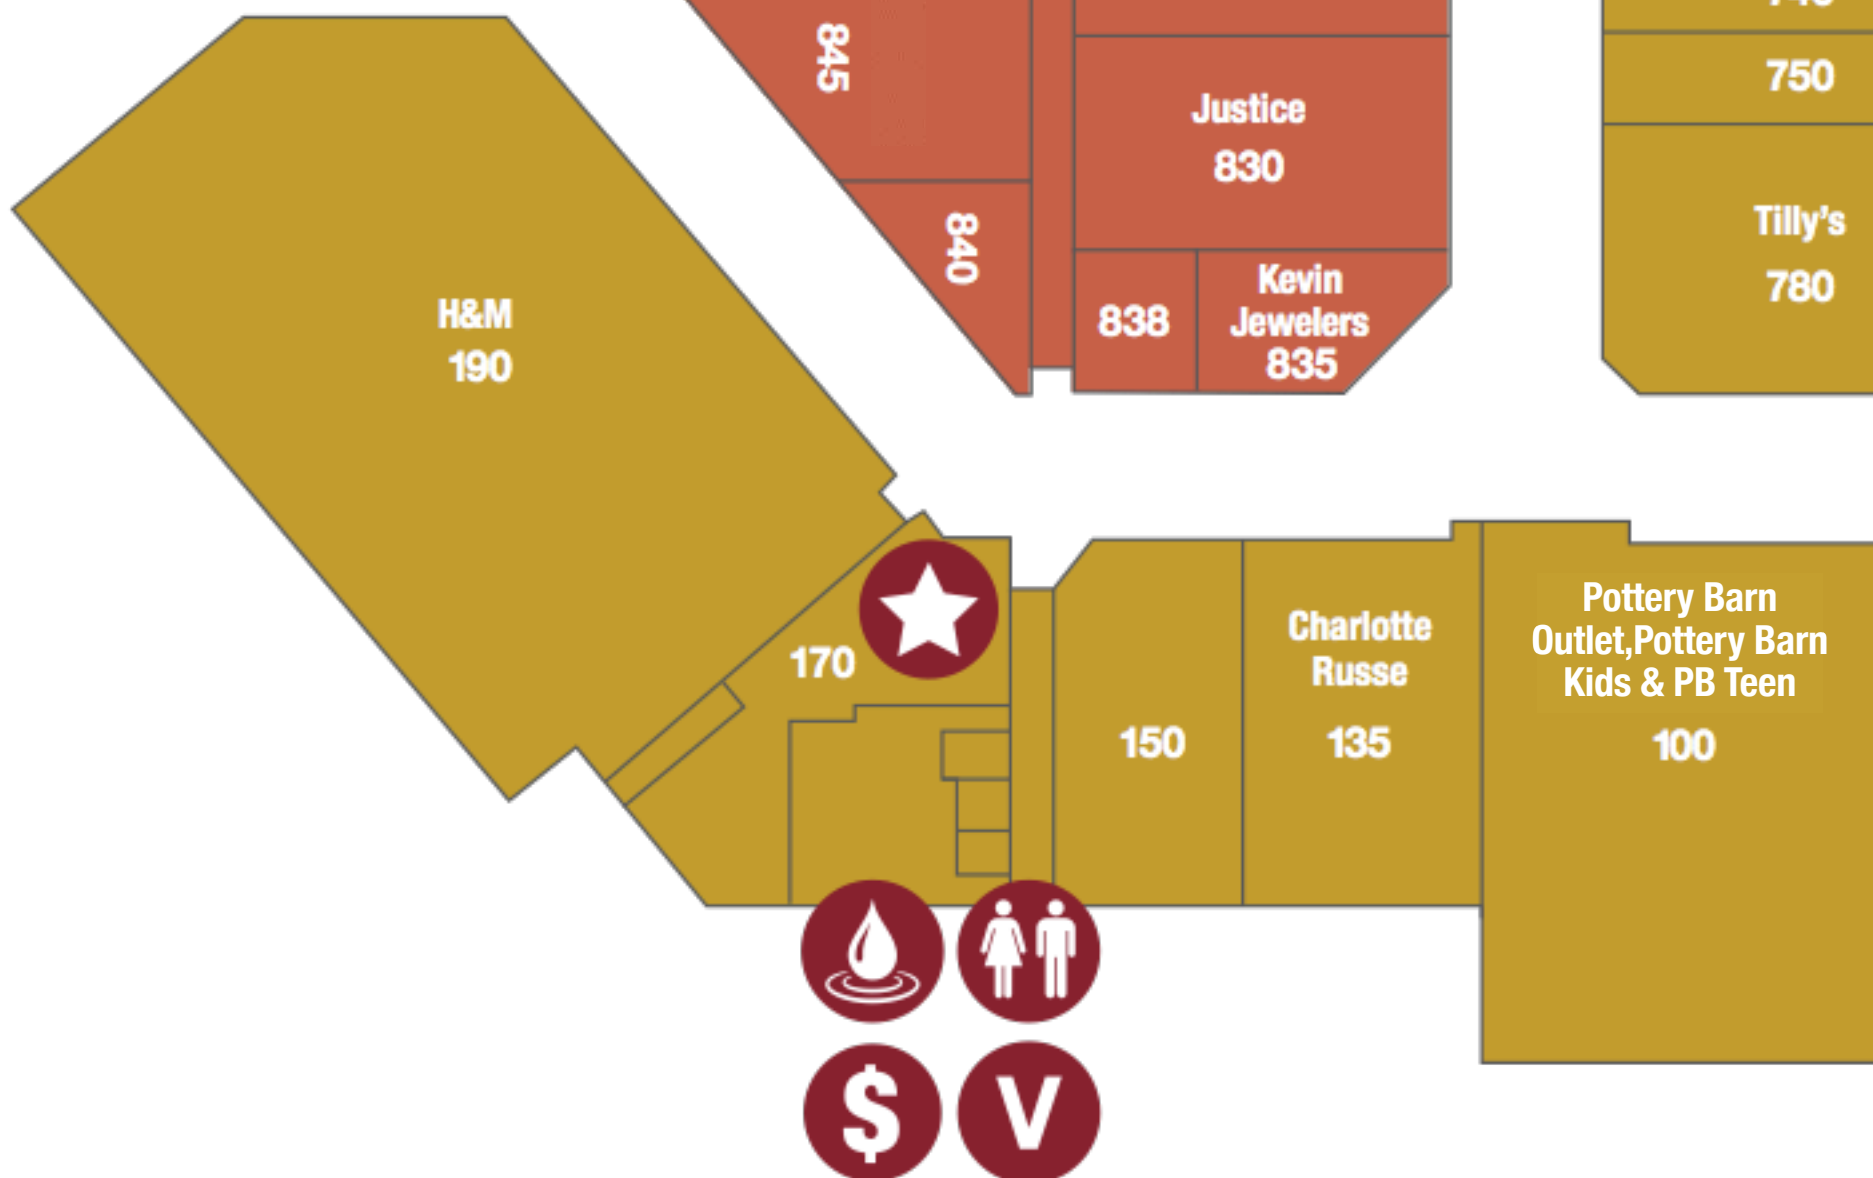 845
740
750
Justice
830
Tilly’s
780
840
Kevin
Jewelers
835
838
H&M
190
170
150
Charlotte
Russe
135
Pottery Barn
Outlet,Pottery Barn
Kids & PB Teen
100
$
V